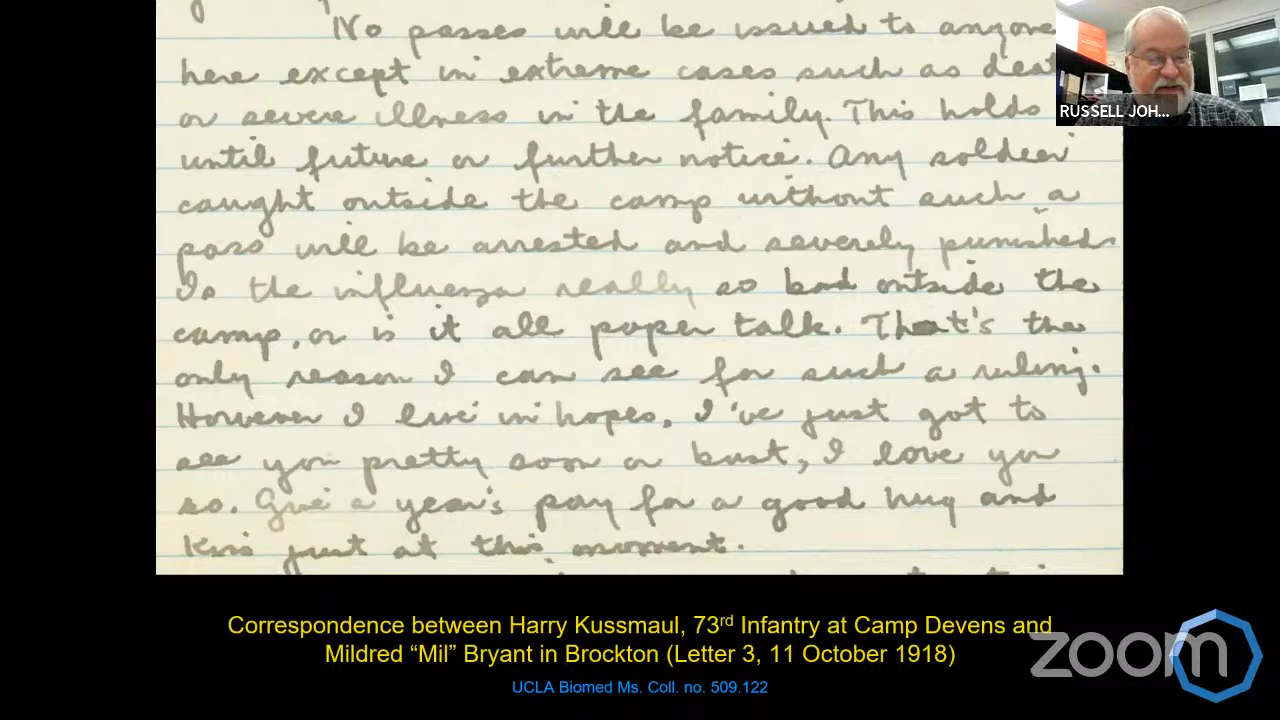 No passes will be issued to anyone
here except in extreme cases such as deat
or severe illness in the family. This holds
until future or further notice. Any soldier
caught outside the camp without such a
pass will be arrested and severely punished.
Is the influenza really so bad outside the
camp, or is it all paper talk. That's the
only reason I can see for such a ruling.
However I live in hopes, I've just got to
see you pretty soon or bust, I love you
so. Give a year's pay for a good hug and
kiss just at this moment.
RUSSELL JOH...
Correspondence between Harry Kussmaul, 73rd Infantry at Camp Devens and
Mildred “Mil” Bryant in Brockton (Letter 3, 11 October 1918)
UCLA Biomed Ms. Coll. no. 509.122
zoom